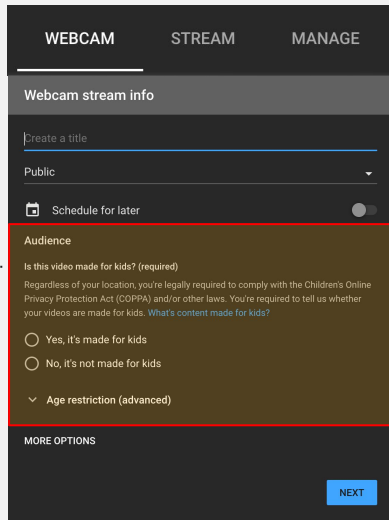 WEBCAM STREAM MANAGE
Webcam stream info
Create a title
Public
Schedule for later
Audience
Is this video made for kids? (required)
Regardless of your location, you're legally required to comply with the Children's Online
Privacy Protection Act (COPPA) and/or other laws. You're required to tell us whether
your videos are made for kids. What's content made for kids?
Yes, it's made for kids
No, it's not made for kids
Age restriction (advanced)
MORE OPTIONS
NEXT